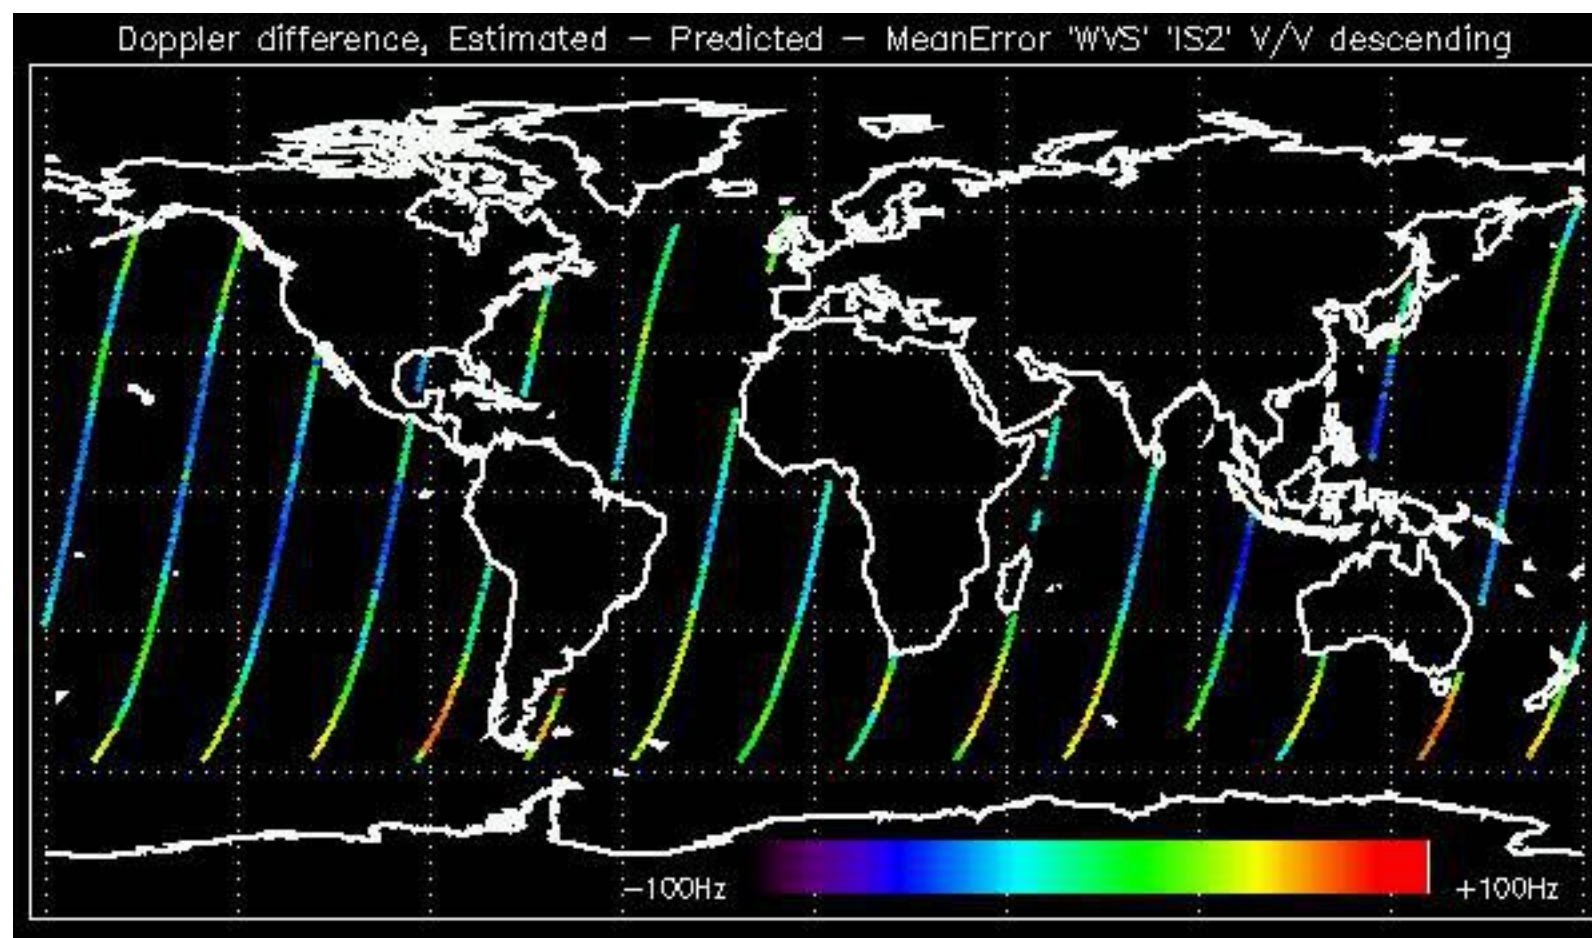 Doppler difference, Estimated – Predicted – MeanError 'WVS' 'IS2' V/V descending
–100Hz +100Hz